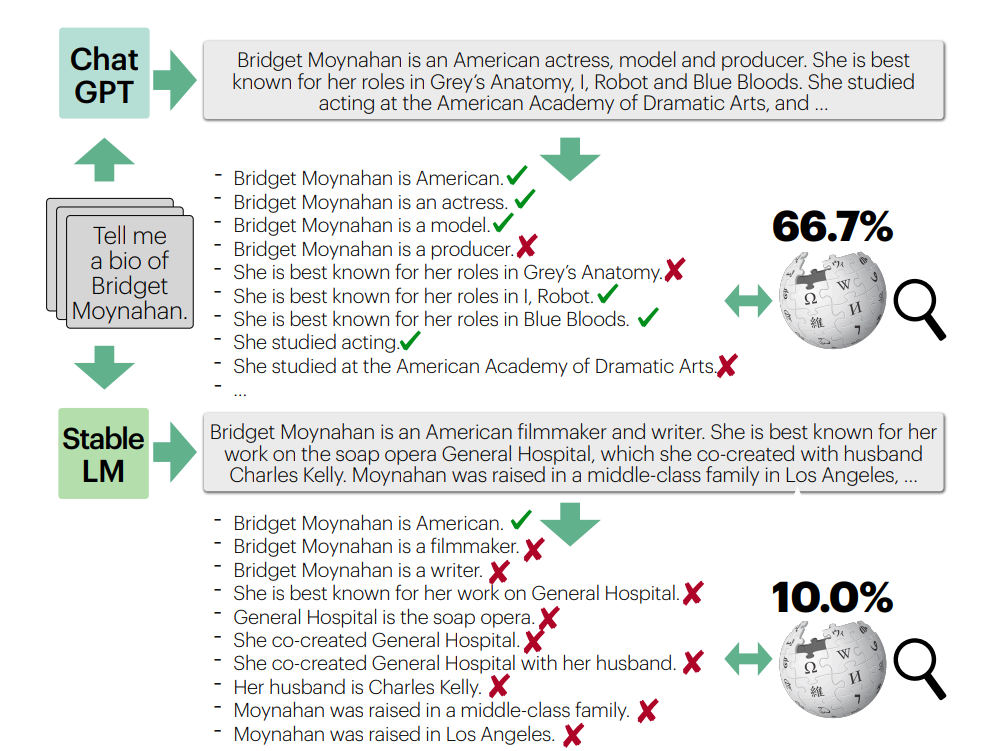 Chat
GPT
Bridget Moynahan is an American actress, model and producer. She is best
known for her roles in Grey's Anatomy, I, Robot and Blue Bloods. She studied
acting at the American Academy of Dramatic Arts, and ...
Tell me
a bio of
Bridget
Moynahan.
- Bridget Moynahan is American. ✓
- Bridget Moynahan is an actress. ✓
- Bridget Moynahan is a model. ✓
- Bridget Moynahan is a producer. ✗
- She is best known for her roles in Grey's Anatomy. ✗
- She is best known for her roles in I, Robot. ✓
- She is best known for her roles in Blue Bloods. ✓
- She studied acting. ✓
- She studied at the American Academy of Dramatic Arts. ✗
- ...
66.7%
Ω W И 維
Stable
LM
Bridget Moynahan is an American filmmaker and writer. She is best known for her
work on the soap opera General Hospital, which she co-created with husband
Charles Kelly. Moynahan was raised in a middle-class family in Los Angeles, ...
- Bridget Moynahan is American. ✓
- Bridget Moynahan is a filmmaker. ✗
- Bridget Moynahan is a writer. ✗
- She is best known for her work on General Hospital. ✗
- General Hospital is the soap opera. ✗
- She co-created General Hospital. ✗
- She co-created General Hospital with her husband. ✗
- Her husband is Charles Kelly. ✗
- Moynahan was raised in a middle-class family. ✗
- Moynahan was raised in Los Angeles. ✗
10.0%
Ω W И 維